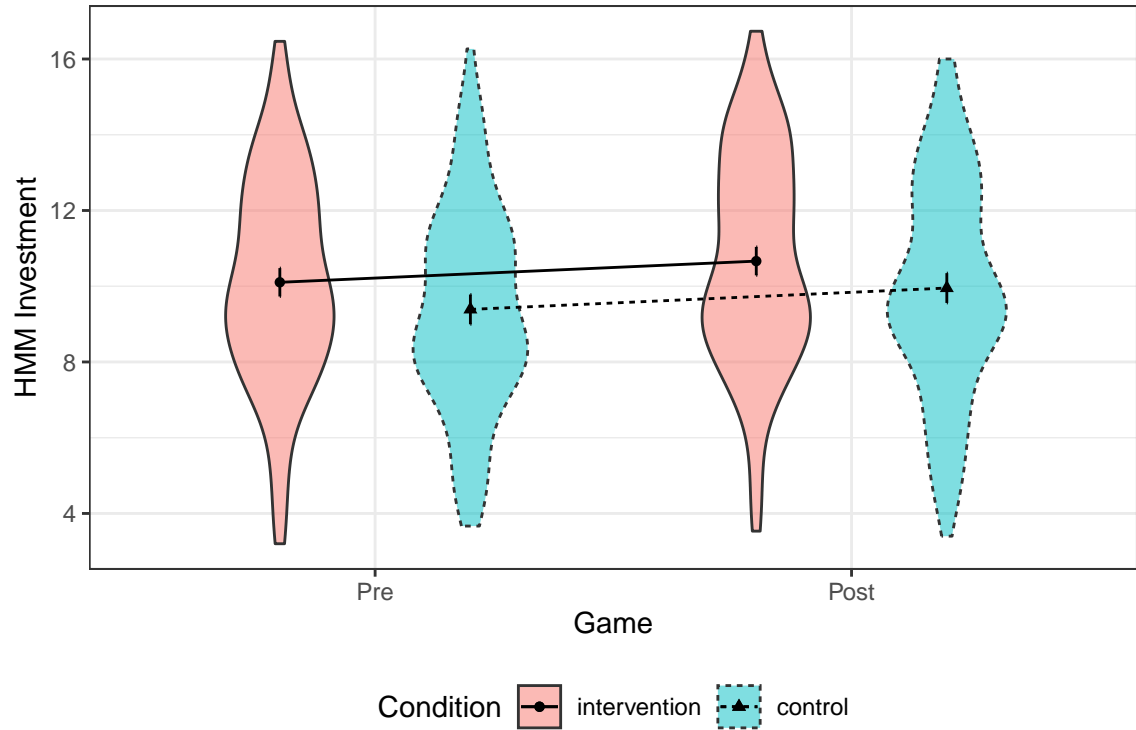 16
12
8
4
HMM Investment
Pre
Post
Game
Condition
intervention
control